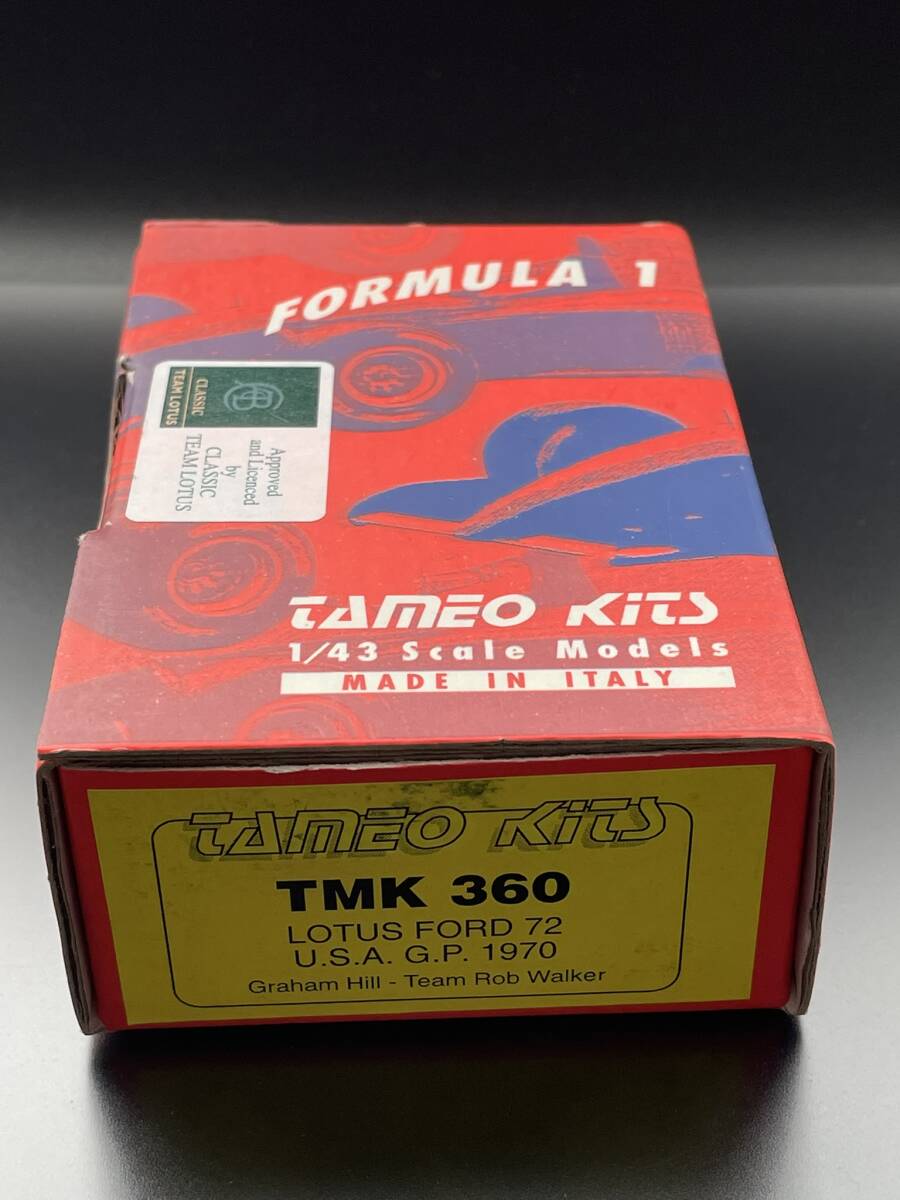 FORMULA 1
CLASSIC
TEAM LOTUS
Approved
and Licenced
by
CLASSIC
TEAM LOTUS
TAMEO KiTS
1/43 Scale Models
MADE IN ITALY
TAMEO KiTS
TMK 360
LOTUS FORD 72
U.S.A. G.P. 1970
Graham Hill - Team Rob Walker